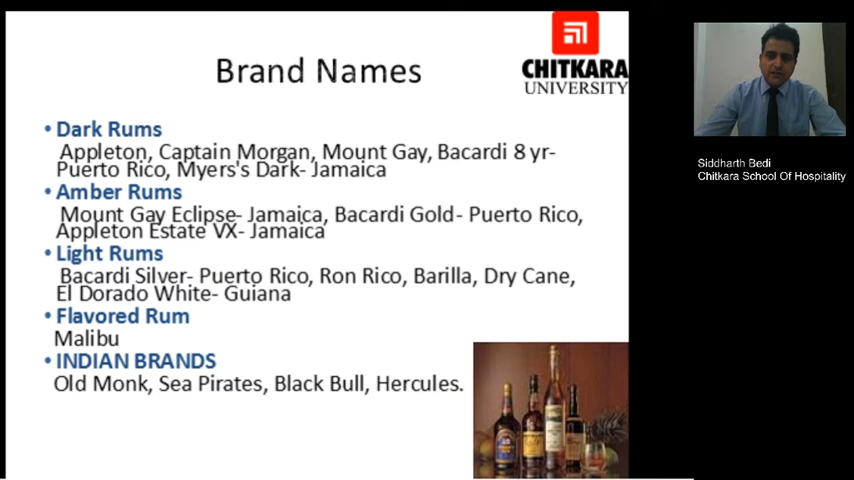 Brand Names
CHITKARA
UNIVERSITY
• Dark Rums
Appleton, Captain Morgan, Mount Gay, Bacardi 8 yr-
Puerto Rico, Myers's Dark- Jamaica
• Amber Rums
Mount Gay Eclipse- Jamaica, Bacardi Gold- Puerto Rico,
Appleton Estate VX- Jamaica
• Light Rums
Bacardi Silver- Puerto Rico, Ron Rico, Barilla, Dry Cane,
El Dorado White- Guiana
• Flavored Rum
Malibu
• INDIAN BRANDS
Old Monk, Sea Pirates, Black Bull, Hercules.
Siddharth Bedi
Chitkara School Of Hospitality